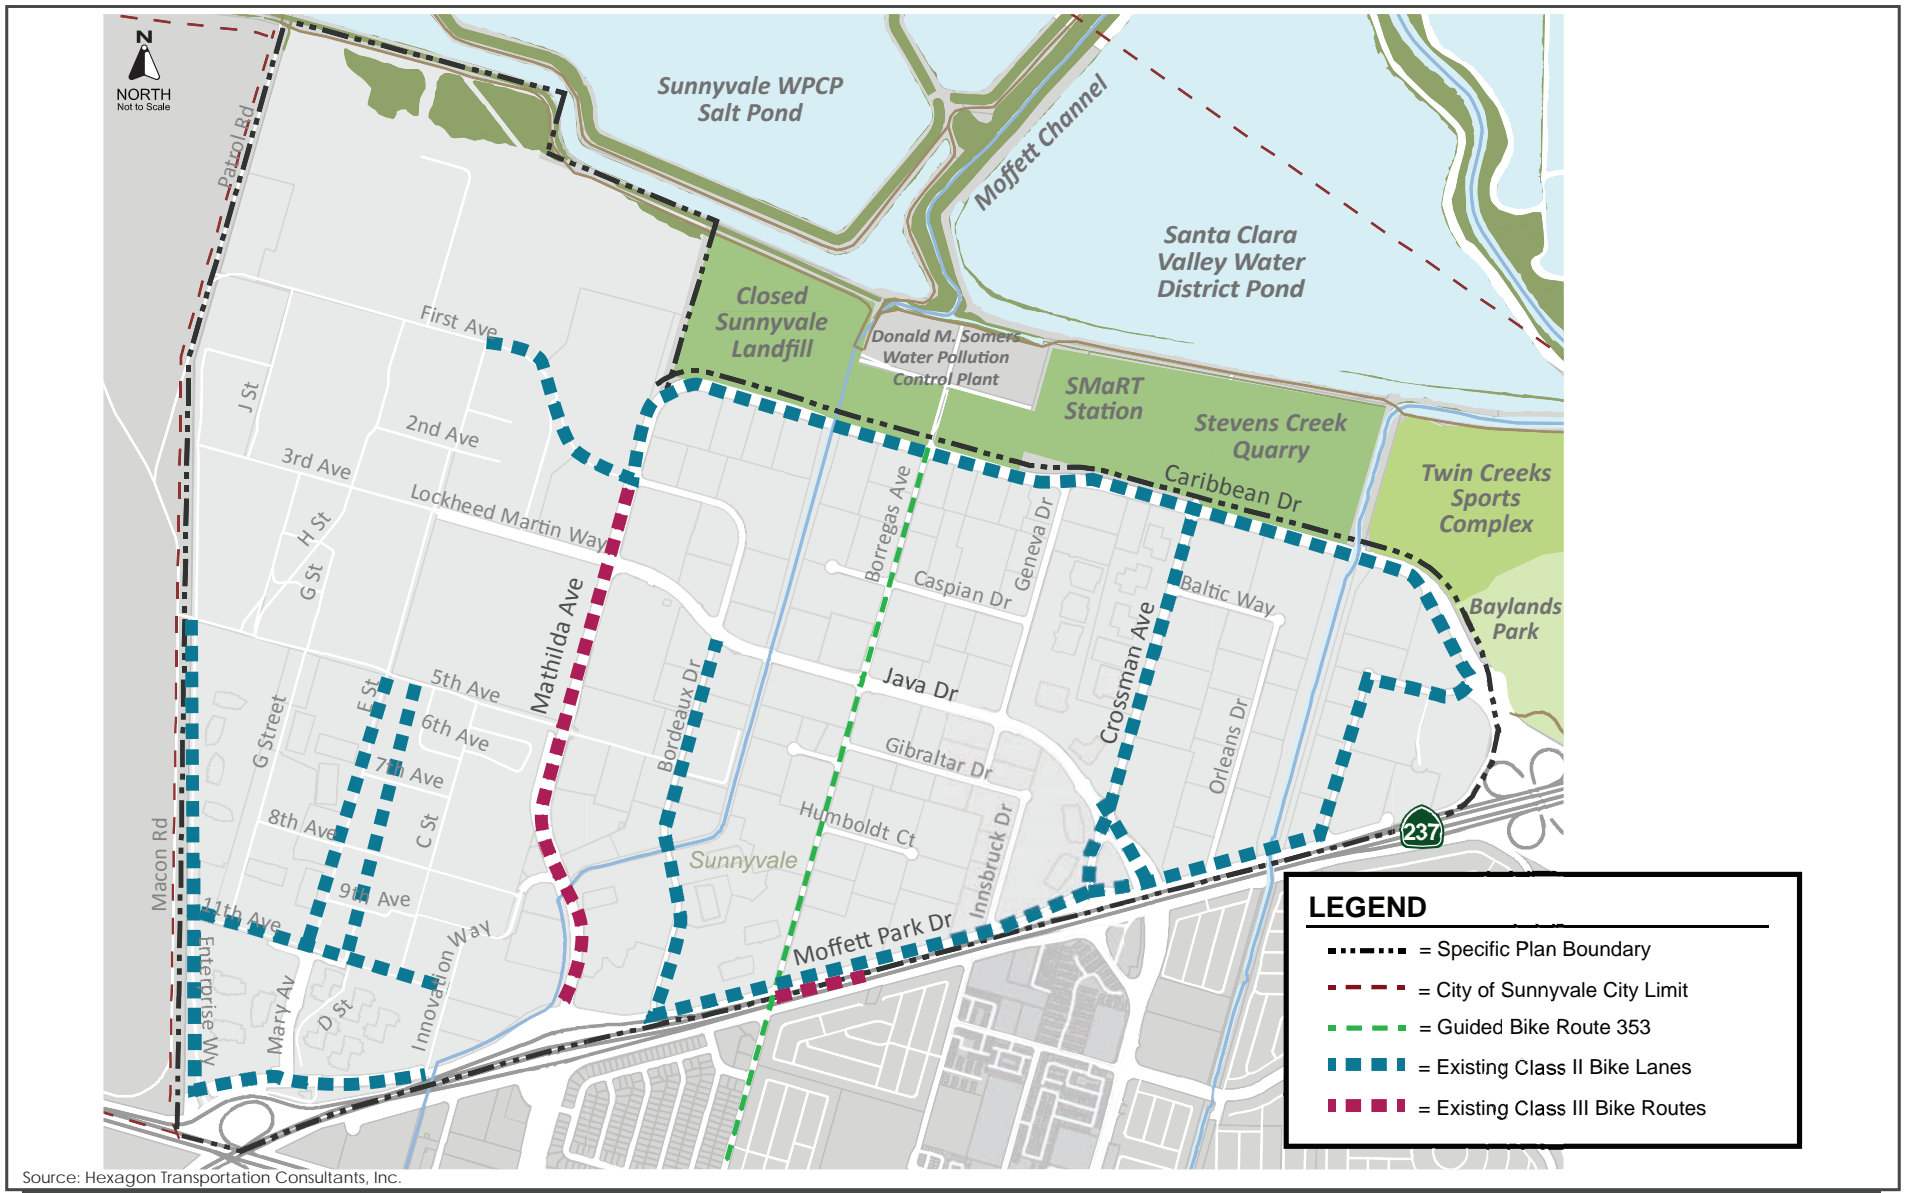 N
NORTH
Not to Scale
Patrol Rd
Sunnyvale WPCP
Salt Pond
Moffett Channel
Santa Clara
Valley Water
District Pond
Closed
Sunnyvale
Landfill
Donald M. Somers
Water Pollution
Control Plant
SMaRT
Station
Stevens Creek
Quarry
Caribbean Dr
Twin Creeks
Sports
Complex
Baylands
Park
First Ave
J St
2nd Ave
3rd Ave
Lockheed Martin Way
H St
G St
Mathilda Ave
Borregas Ave
Geneva Dr
Caspian Dr
Baltic Way
Crossman Ave
5th Ave
E St
6th Ave
G Street
7th Ave
Bordeaux Dr
Java Dr
Gibraltar Dr
Orleans Dr
8th Ave
C St
Humboldt Ct
Innsbruck Dr
Sunnyvale
237
Macon Rd
9th Ave
11th Ave
Enterprise Wy
Mary Av
D St
Innovation Way
Moffett Park Dr
LEGEND
= Specific Plan Boundary
= City of Sunnyvale City Limit
= Guided Bike Route 353
= Existing Class II Bike Lanes
= Existing Class III Bike Routes
Source: Hexagon Transportation Consultants, Inc.